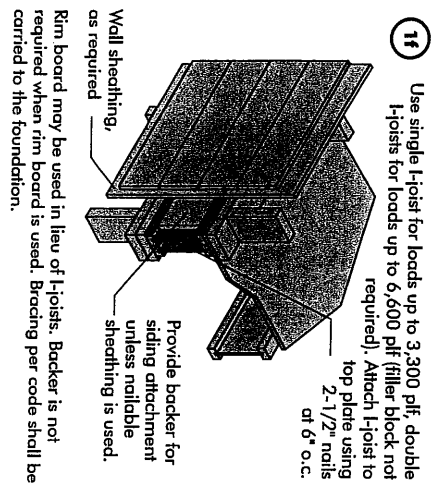 1f
Use single I-joist for loads up to 3,300 plf, double
I-joists for loads up to 6,600 plf (filler block not
required). Attach I-joist to
top plate using
2-1/2" nails
at 6" o.c.
Wall sheathing,
as required
Provide backer for
siding attachment
unless nailable
sheathing is used.
Rim board may be used in lieu of I-joists. Backer is not
required when rim board is used. Bracing per code shall be
carried to the foundation.